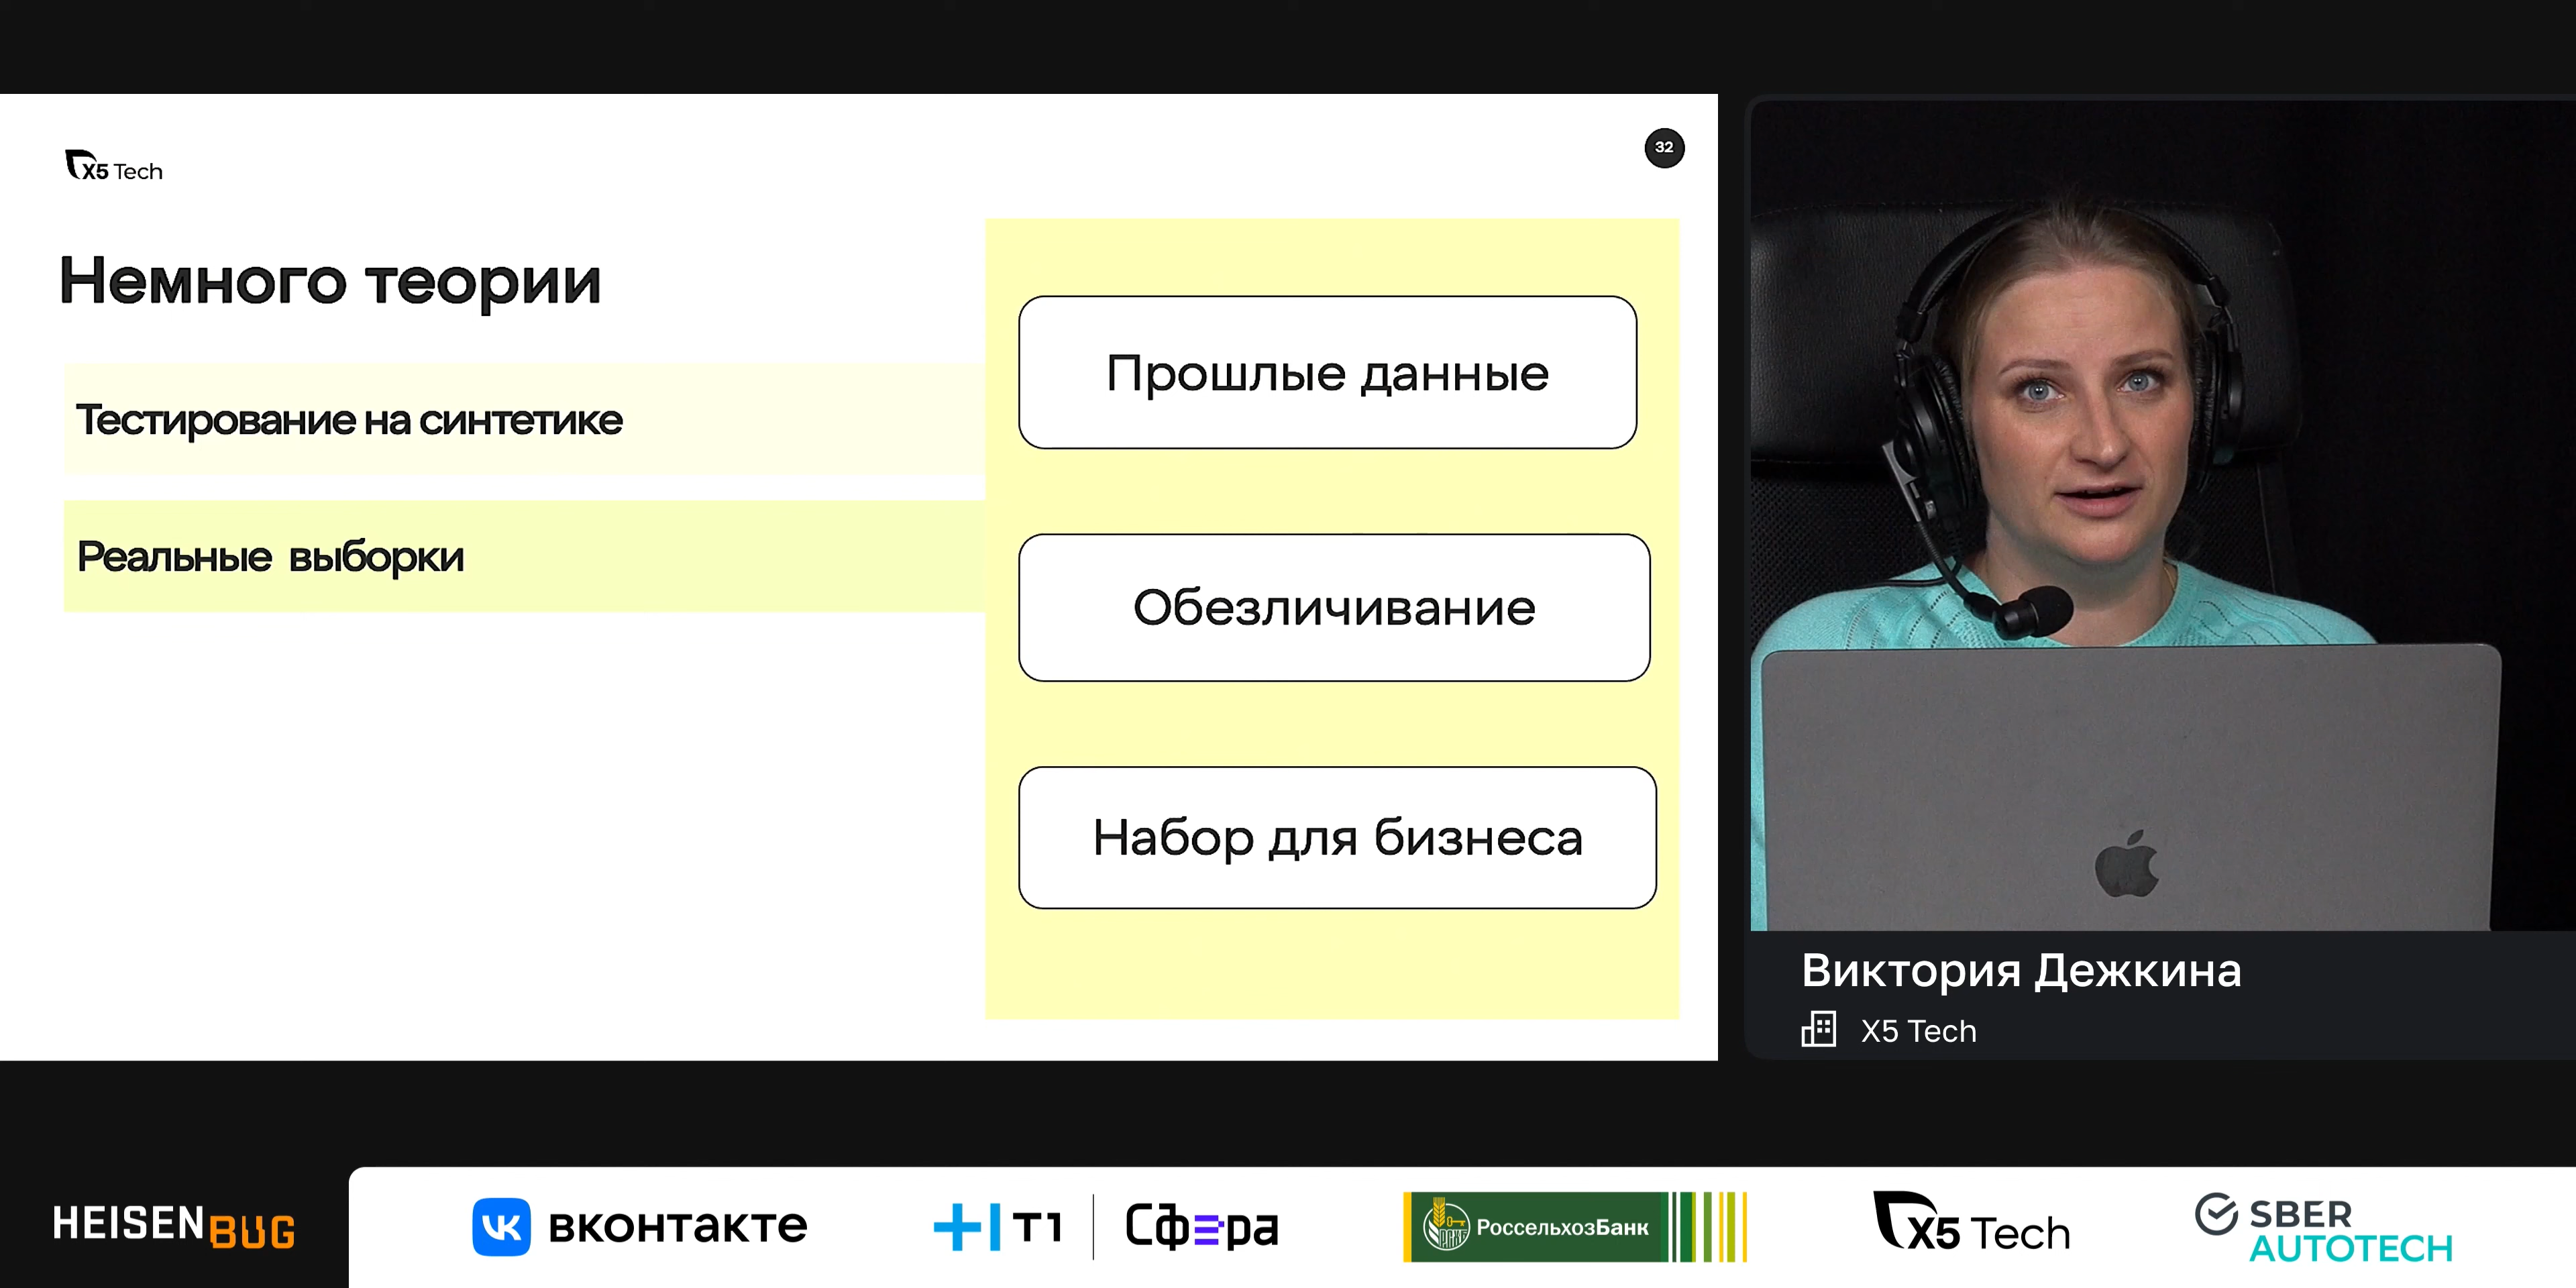 X5 Tech
32
Немного теории
Тестирование на синтетике
Реальные выборки
Прошлые данные
Обезличивание
Набор для бизнеса
Виктория Дежкина
X5 Tech
HEISENBUG
вконтакте
Т1
Сфера
РоссельхозБанк
X5 Tech
SBER
AUTOTECH